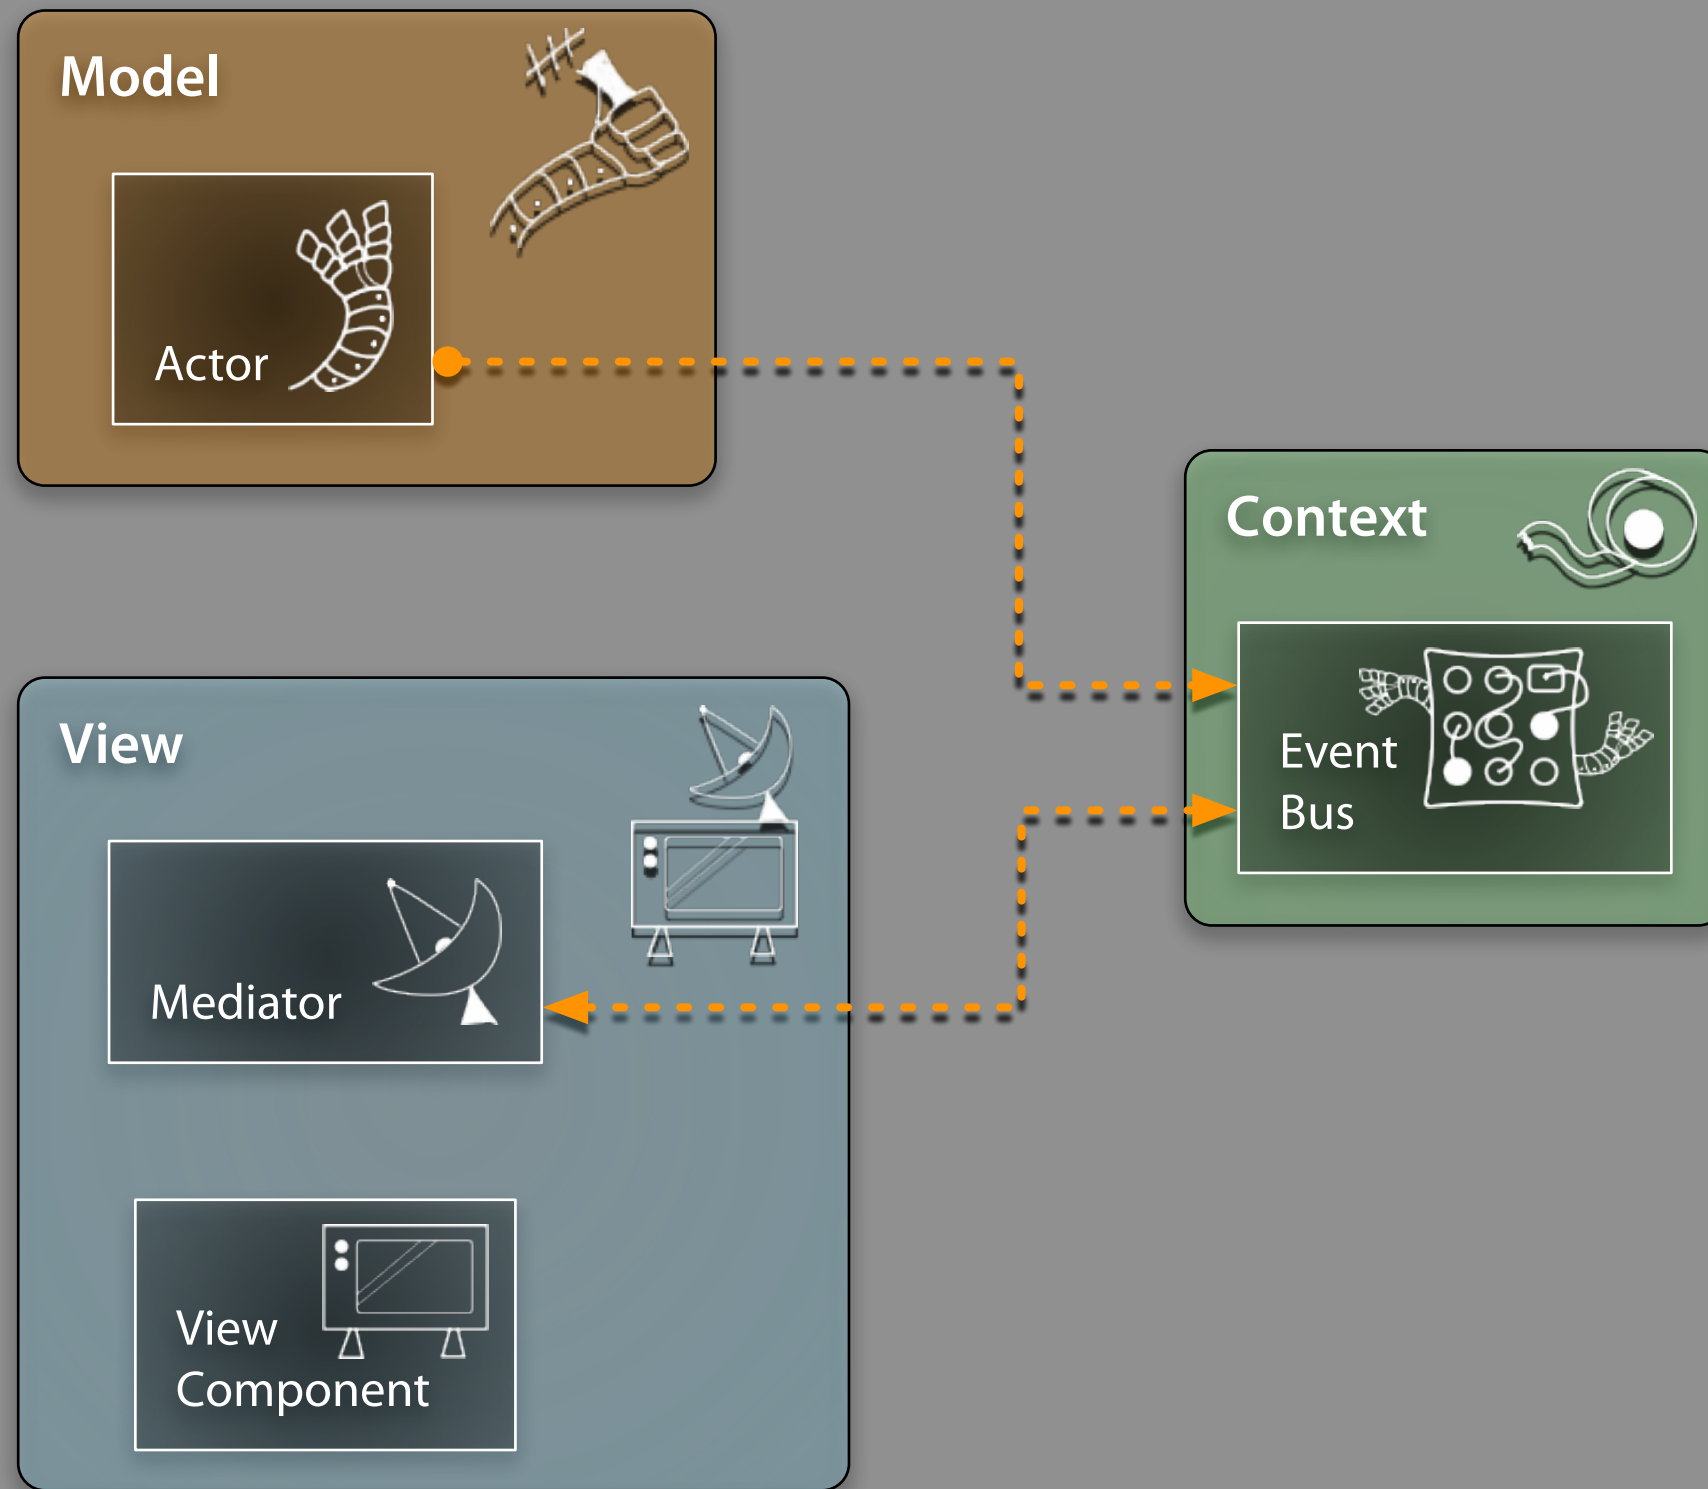 Model
Actor
Context
Event
Bus
View
Mediator
View
Component